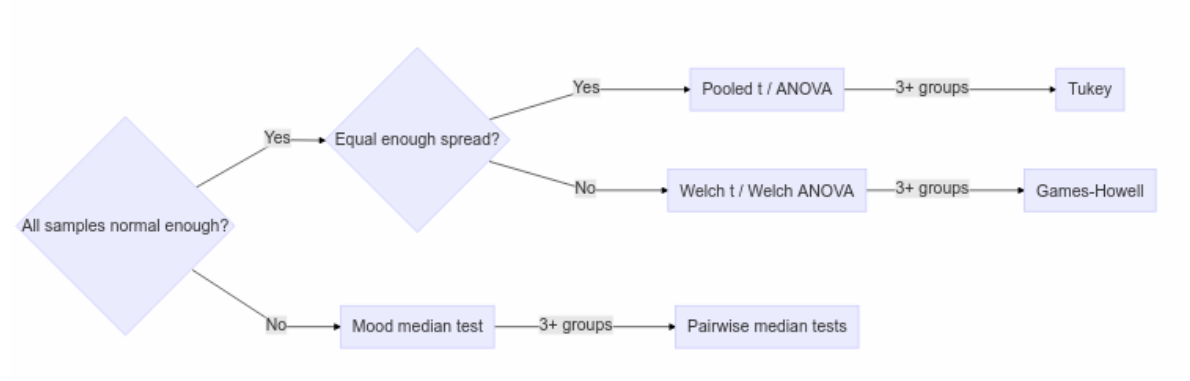 All samples normal enough?
Yes
Equal enough spread?
Yes
Pooled t / ANOVA
3+ groups
Tukey
No
Welch t / Welch ANOVA
3+ groups
Games-Howell
No
Mood median test
3+ groups
Pairwise median tests